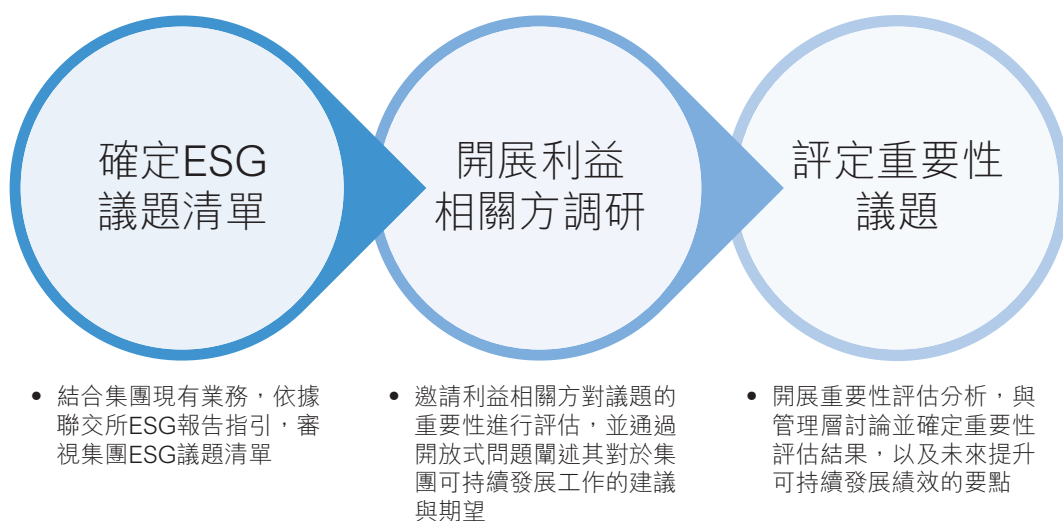 確定ESG
議題清單
開展利益
相關方調研
評定重要性
議題
• 結合集團現有業務，依據
聯交所ESG報告指引，審
視集團ESG議題清單
• 邀請利益相關方對議題的
重要性進行評估，並通過
開放式問題闡述其對於集
團可持續發展工作的建議
與期望
• 開展重要性評估分析，與
管理層討論並確定重要性
評估結果，以及未來提升
可持續發展績效的要點